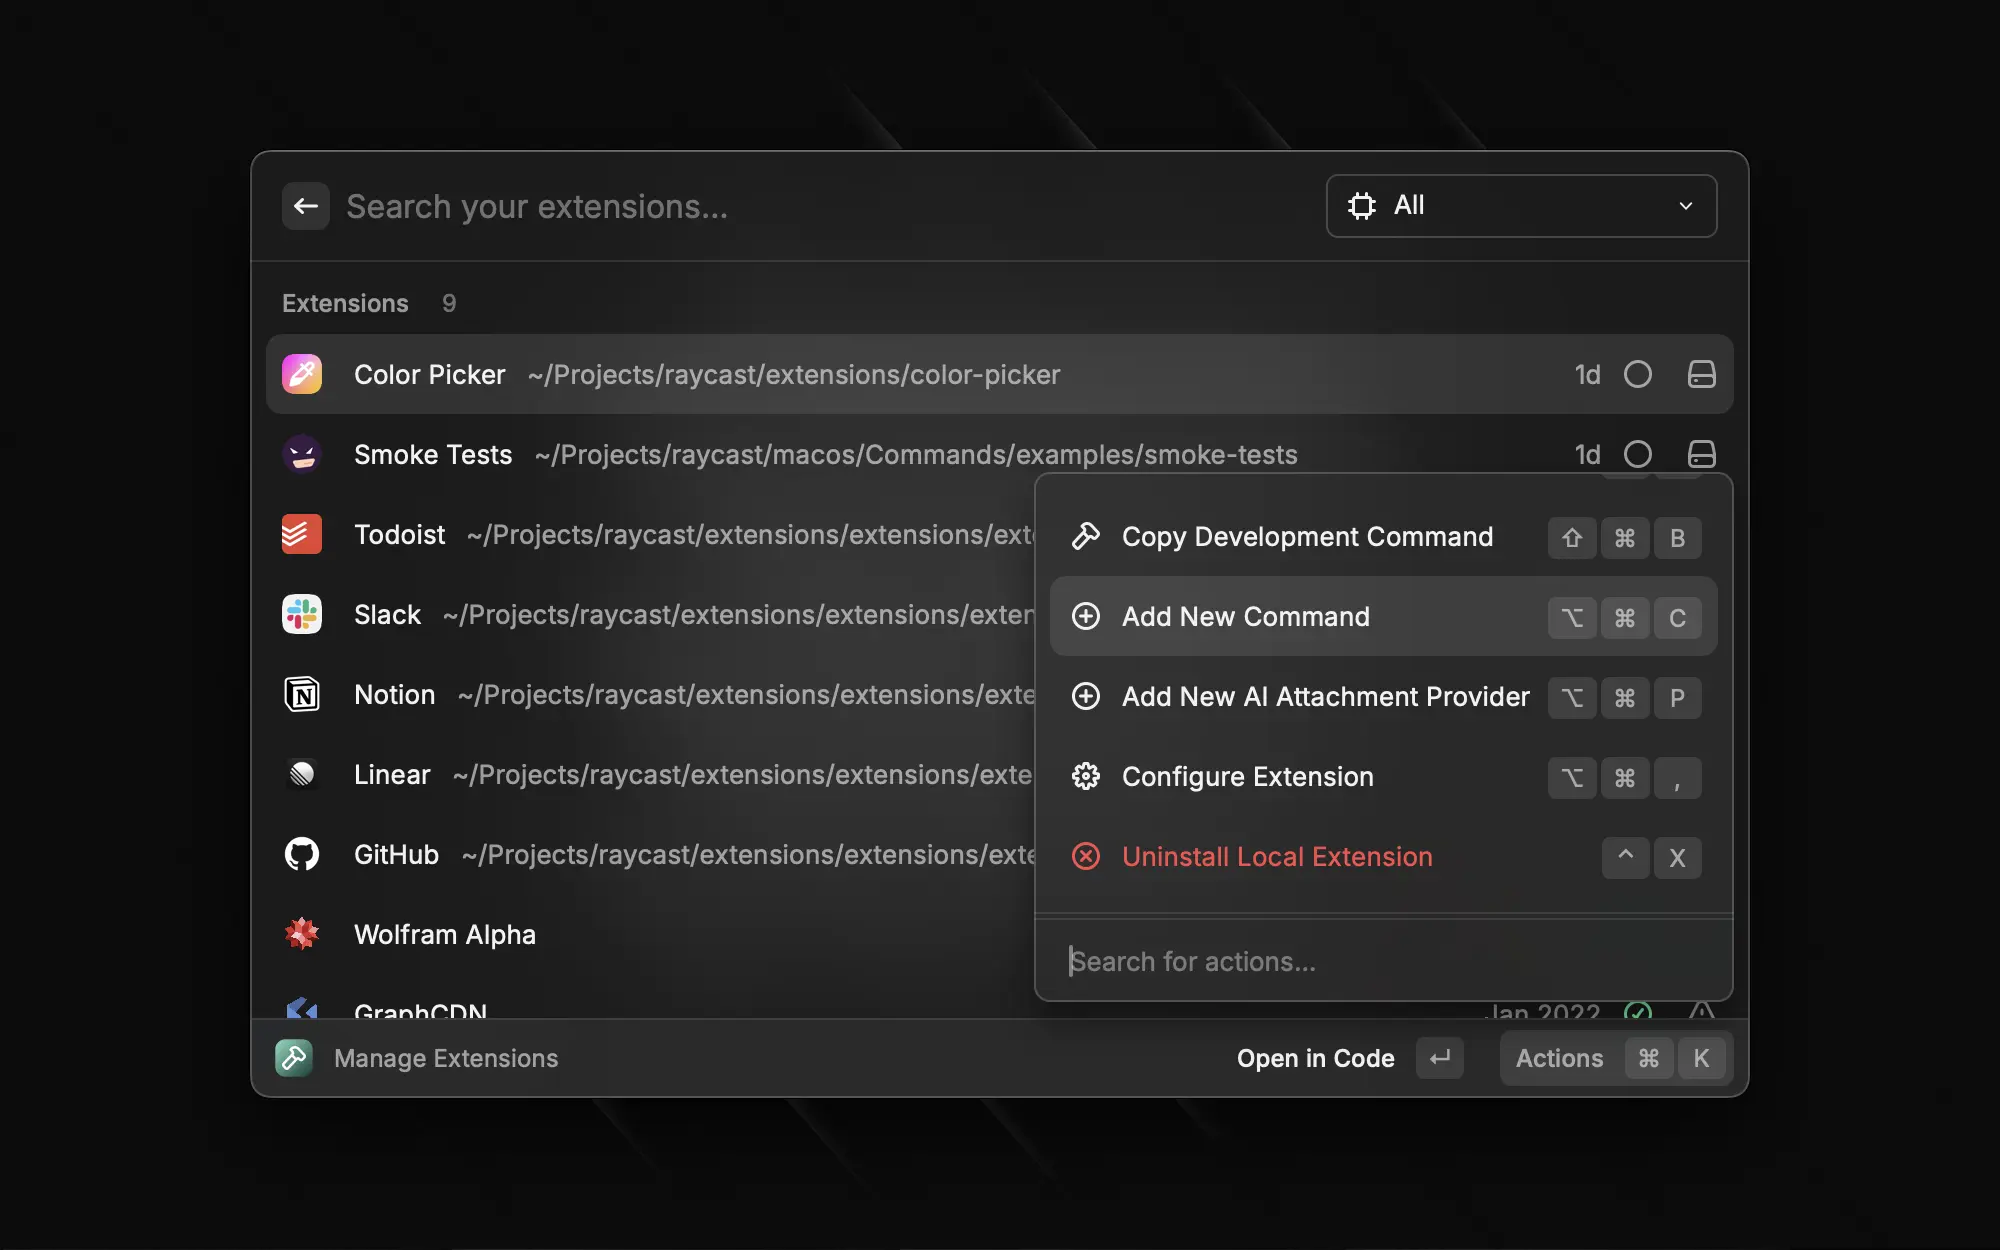 Search your extensions...
All
Extensions 9
Color Picker ~/Projects/raycast/extensions/color-picker 1d
Smoke Tests ~/Projects/raycast/macos/Commands/examples/smoke-tests 1d
Todoist ~/Projects/raycast/extensions/extensions/exte
Slack ~/Projects/raycast/extensions/extensions/exten
Notion ~/Projects/raycast/extensions/extensions/exte
Linear ~/Projects/raycast/extensions/extensions/exte
GitHub ~/Projects/raycast/extensions/extensions/exte
Wolfram Alpha
GraphCDN Jan 2022
Copy Development Command ⇧ ⌘ B
Add New Command ⌥ ⌘ C
Add New AI Attachment Provider ⌥ ⌘ P
Configure Extension ⌥ ⌘ ,
Uninstall Local Extension ^ X
Search for actions...
Manage Extensions
Open in Code ↵
Actions ⌘ K